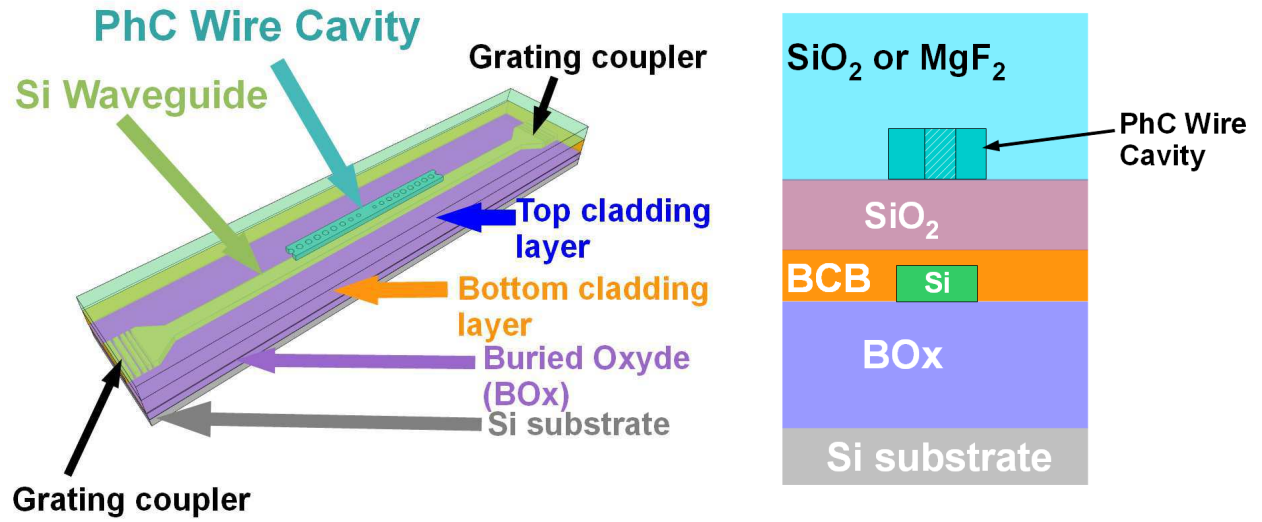 PhC Wire Cavity
Grating coupler
Si Waveguide
Top cladding
layer
Bottom cladding
layer
Buried Oxyde
(BOx)
Si substrate
Grating coupler
SiO₂ or MgF₂
PhC Wire
Cavity
SiO₂
BCB
Si
BOx
Si substrate